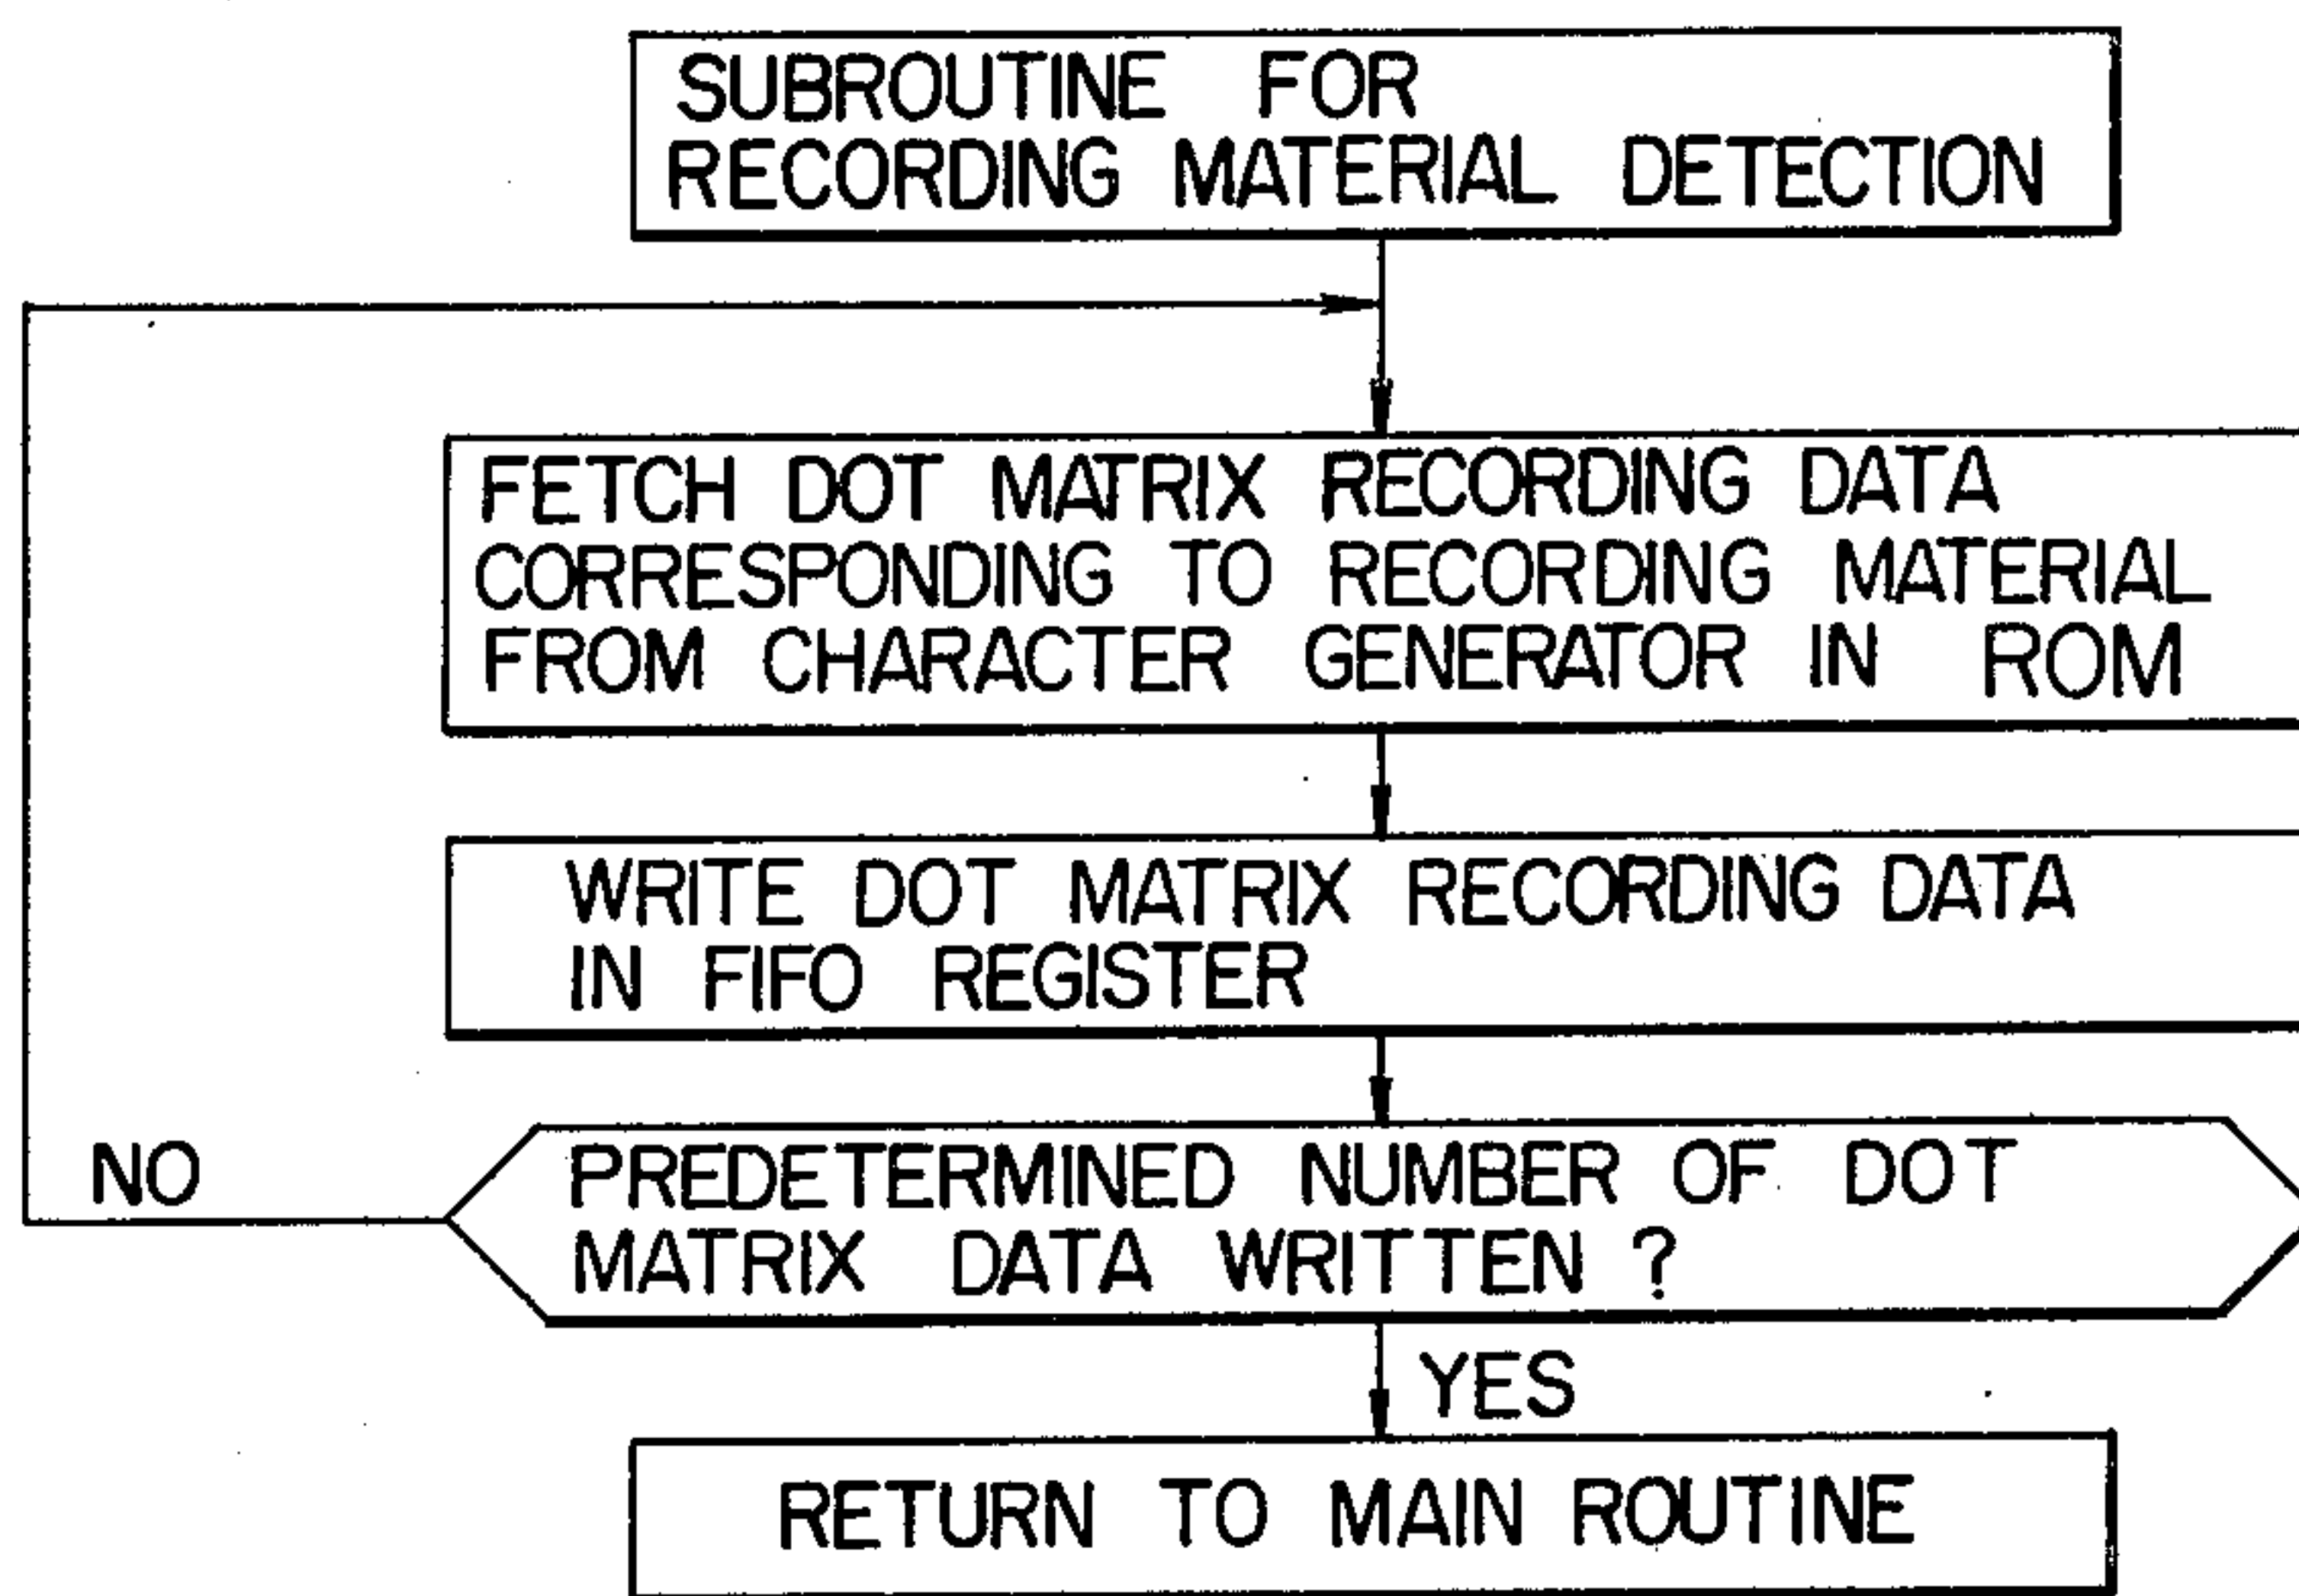 SUBROUTINE FOR
RECORDING MATERIAL DETECTION
FETCH DOT MATRIX RECORDING DATA
CORRESPONDING TO RECORDING MATERIAL
FROM CHARACTER GENERATOR IN ROM
WRITE DOT MATRIX RECORDING DATA
IN FIFO REGISTER
NO
PREDETERMINED NUMBER OF DOT
MATRIX DATA WRITTEN ?
YES
RETURN TO MAIN ROUTINE